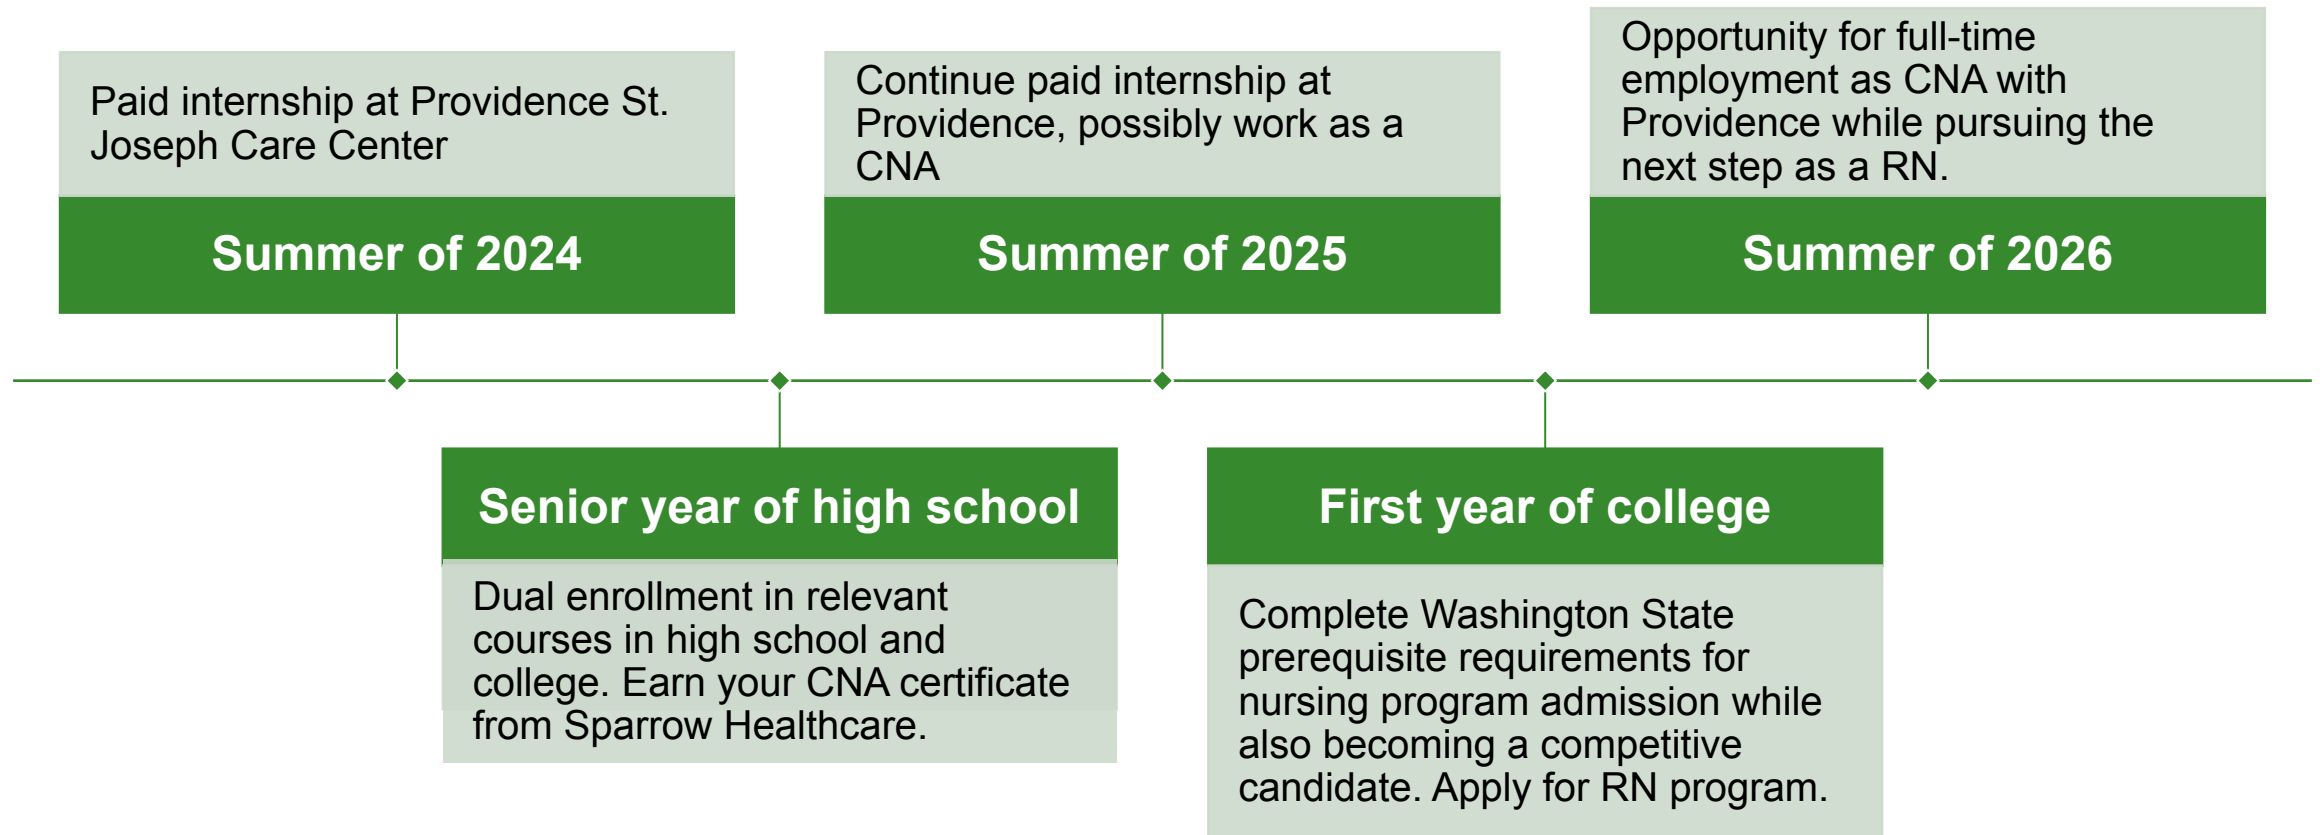 Paid internship at Providence St.
Joseph Care Center
Summer of 2024
Senior year of high school
Dual enrollment in relevant
courses in high school and
college. Earn your CNA certificate
from Sparrow Healthcare.
Continue paid internship at
Providence, possibly work as a
CNA
Summer of 2025
First year of college
Complete Washington State
prerequisite requirements for
nursing program admission while
also becoming a competitive
candidate. Apply for RN program.
Opportunity for full-time
employment as CNA with
Providence while pursuing the
next step as a RN.
Summer of 2026